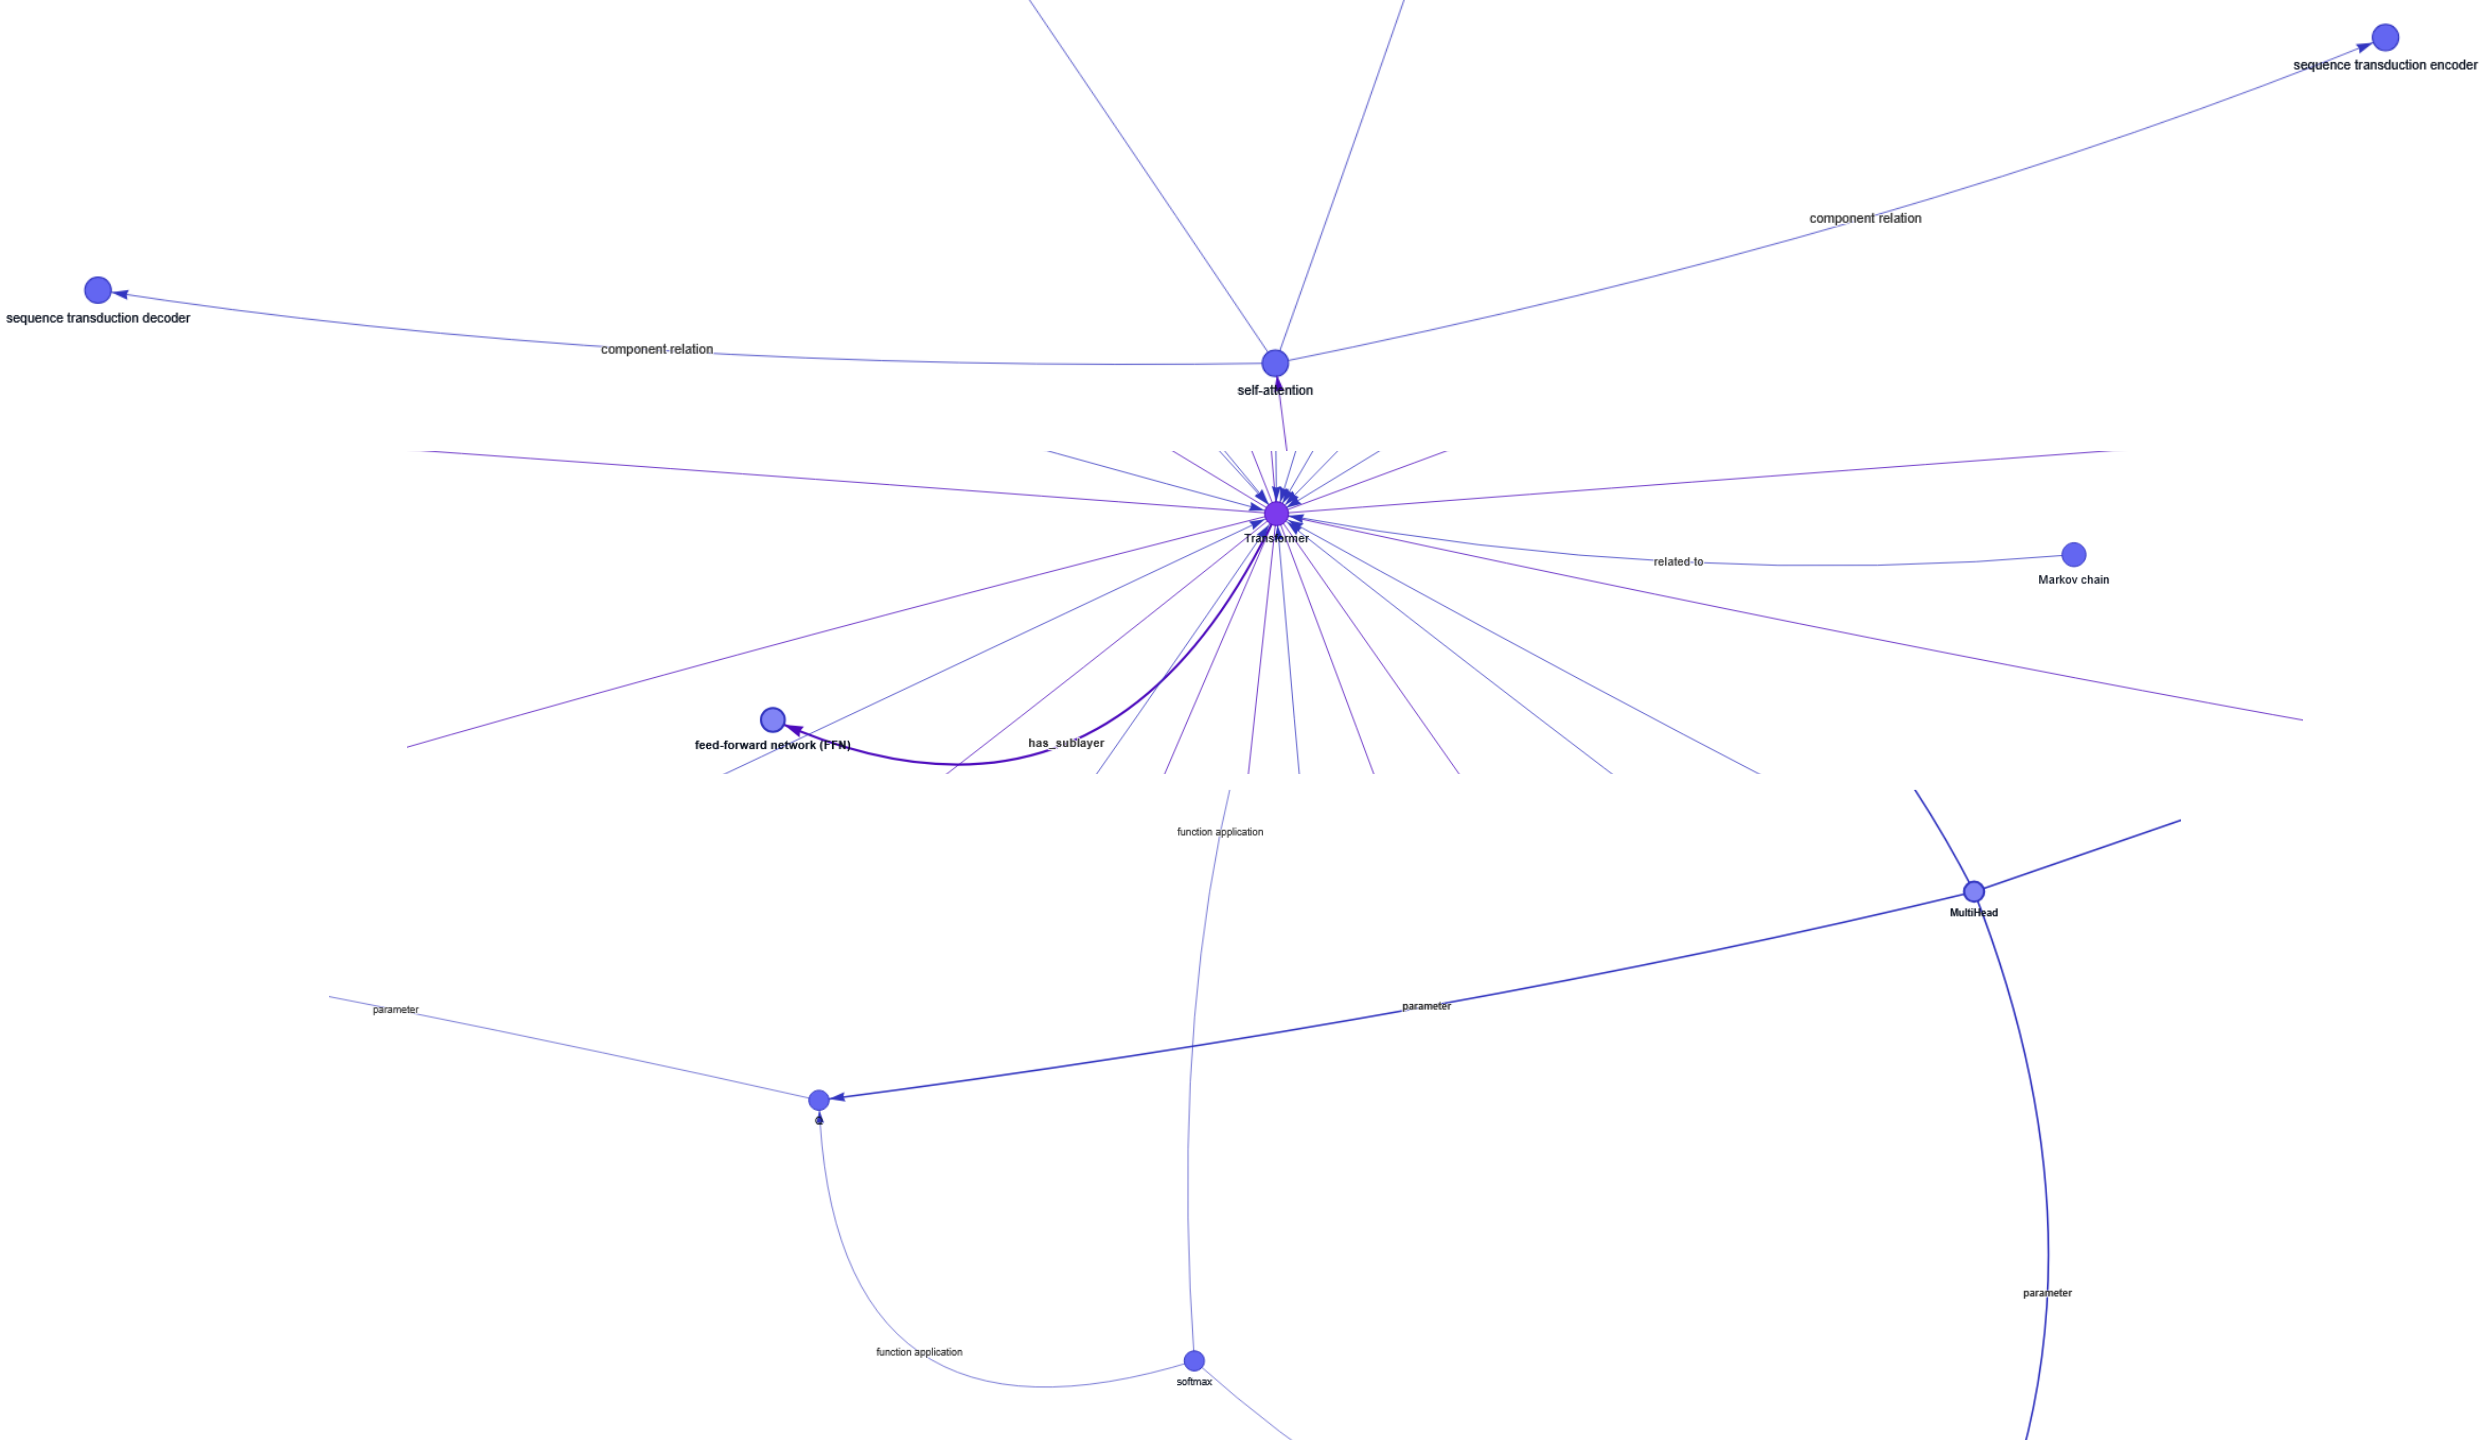 sequence transduction encoder
component relation
sequence transduction decoder
component relation
self-attention
Transformer
related to
Markov chain
feed-forward network (FFN)
has_sublayer
function application
MultiHead
parameter
parameter
parameter
function application
softmax